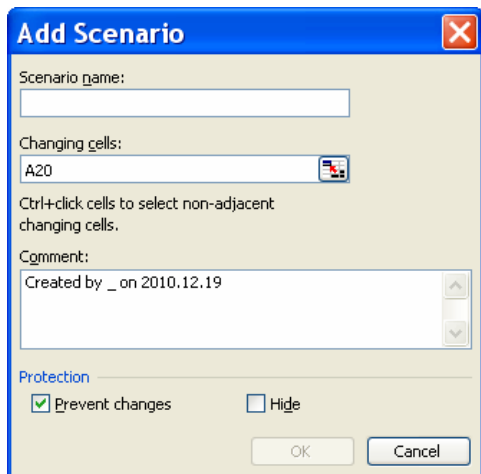 Add Scenario
Scenario name:
Changing cells:
A20
Ctrl+click cells to select non-adjacent
changing cells.
Comment:
Created by _ on 2010.12.19
Protection
Prevent changes Hide
OK Cancel